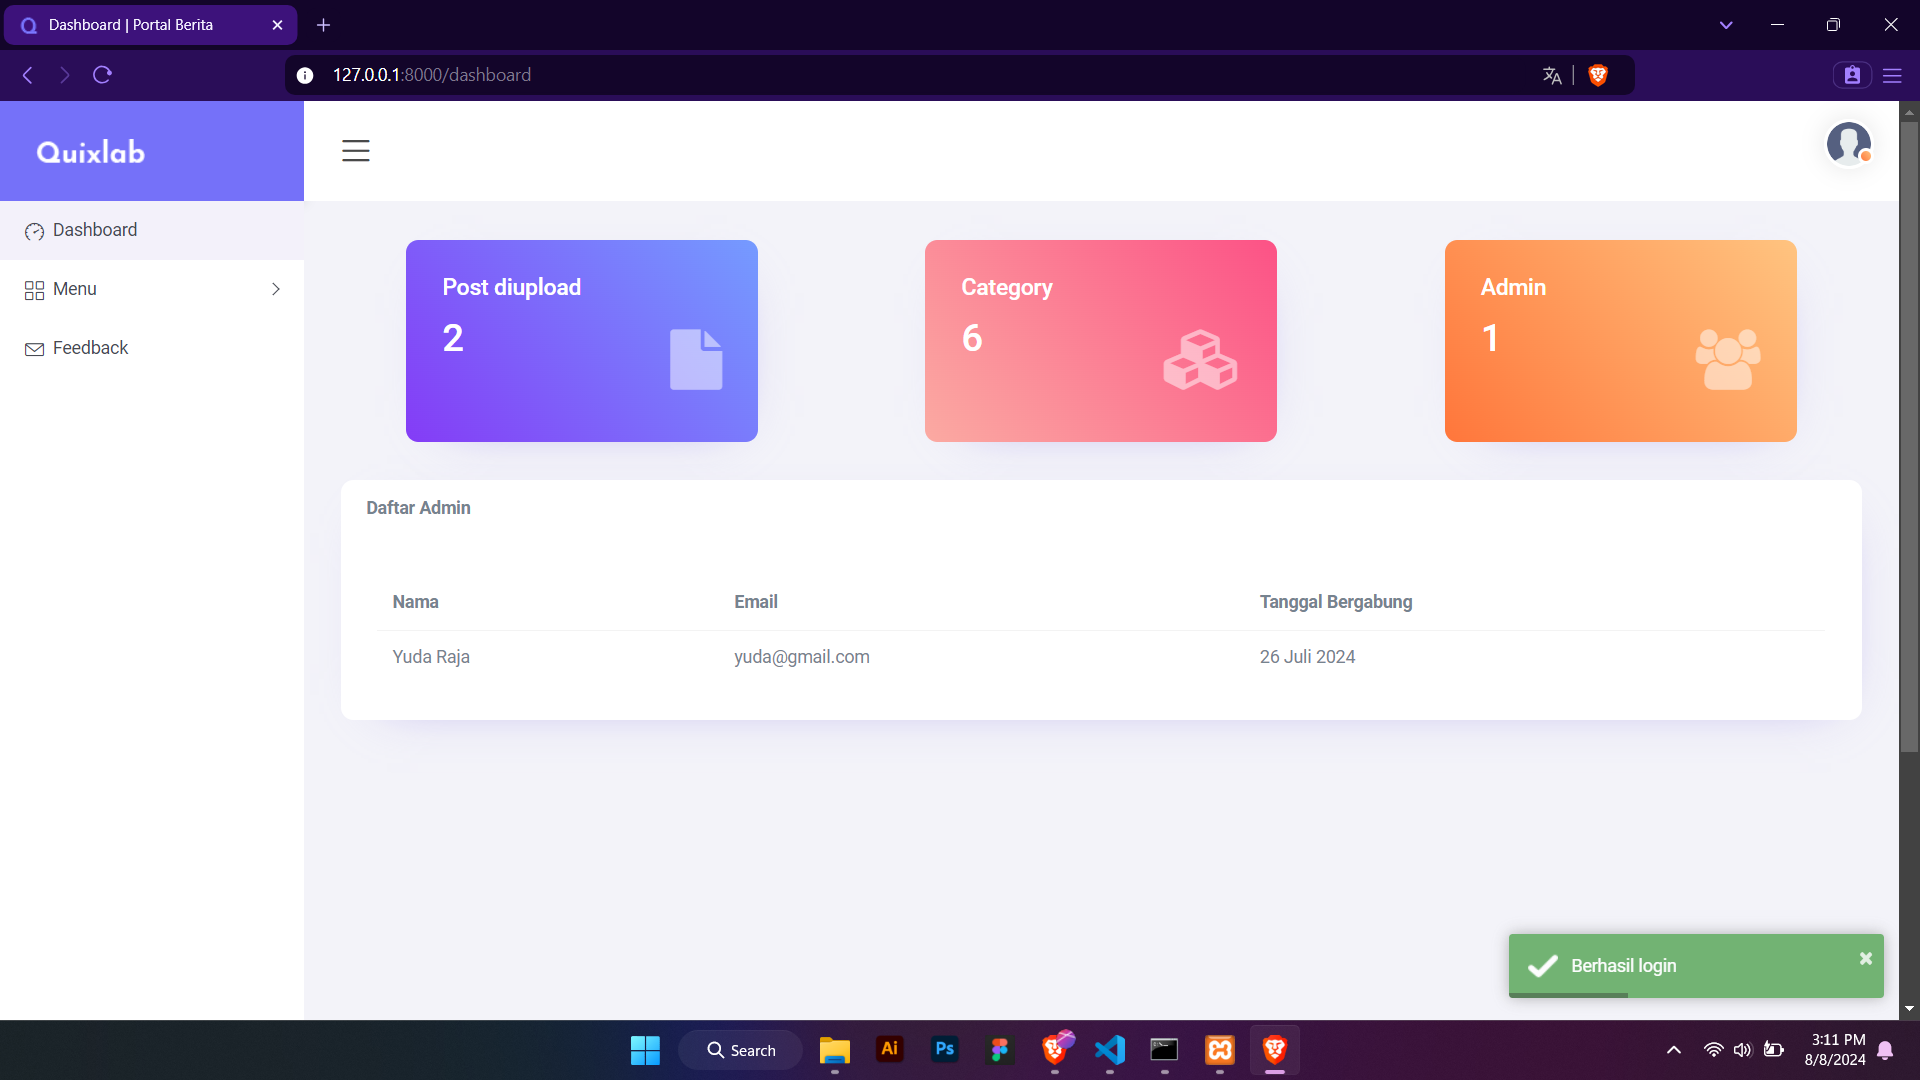 Dashboard | Portal Berita
127.0.0.1:8000/dashboard
Quixlab
Dashboard
Menu
Feedback
Post diupload
2
Category
6
Admin
1
Daftar Admin
Nama Email Tanggal Bergabung
Yuda Raja yuda@gmail.com 26 Juli 2024
Berhasil login
Search
Ai
Ps
3:11 PM
8/8/2024